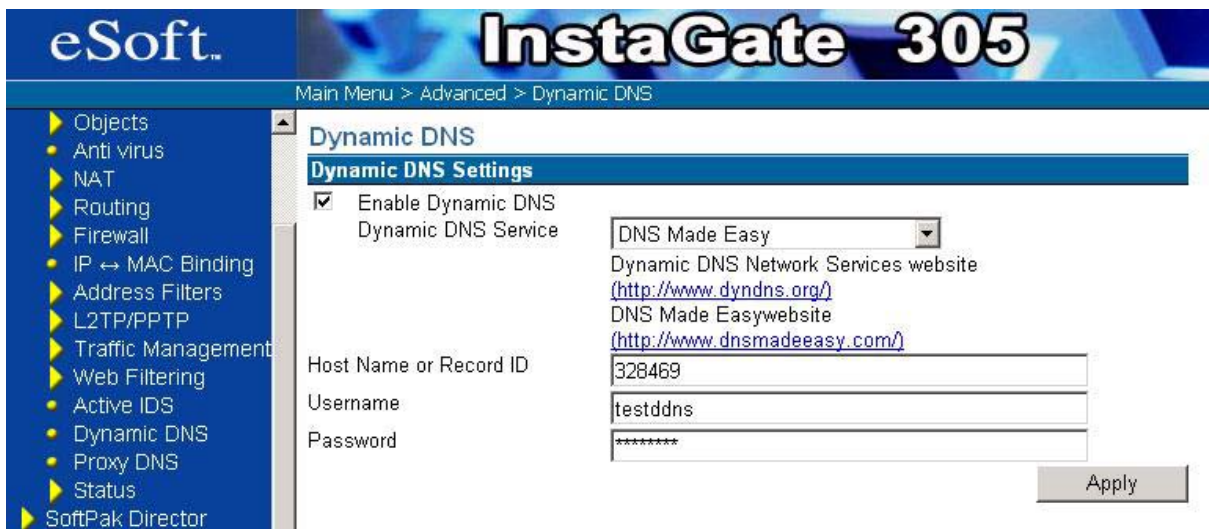 eSoft™
InstaGate 305
Main Menu > Advanced > Dynamic DNS
Objects
Anti virus
NAT
Routing
Firewall
IP ↔ MAC Binding
Address Filters
L2TP/PPTP
Traffic Management
Web Filtering
Active IDS
Dynamic DNS
Proxy DNS
Status
SoftPak Director
Dynamic DNS
Dynamic DNS Settings
Enable Dynamic DNS
Dynamic DNS Service DNS Made Easy
Dynamic DNS Network Services website
(http://www.dyndns.org/)
DNS Made Easywebsite
(http://www.dnsmadeeasy.com/)
Host Name or Record ID 328469
Username testddns
Password ********
Apply